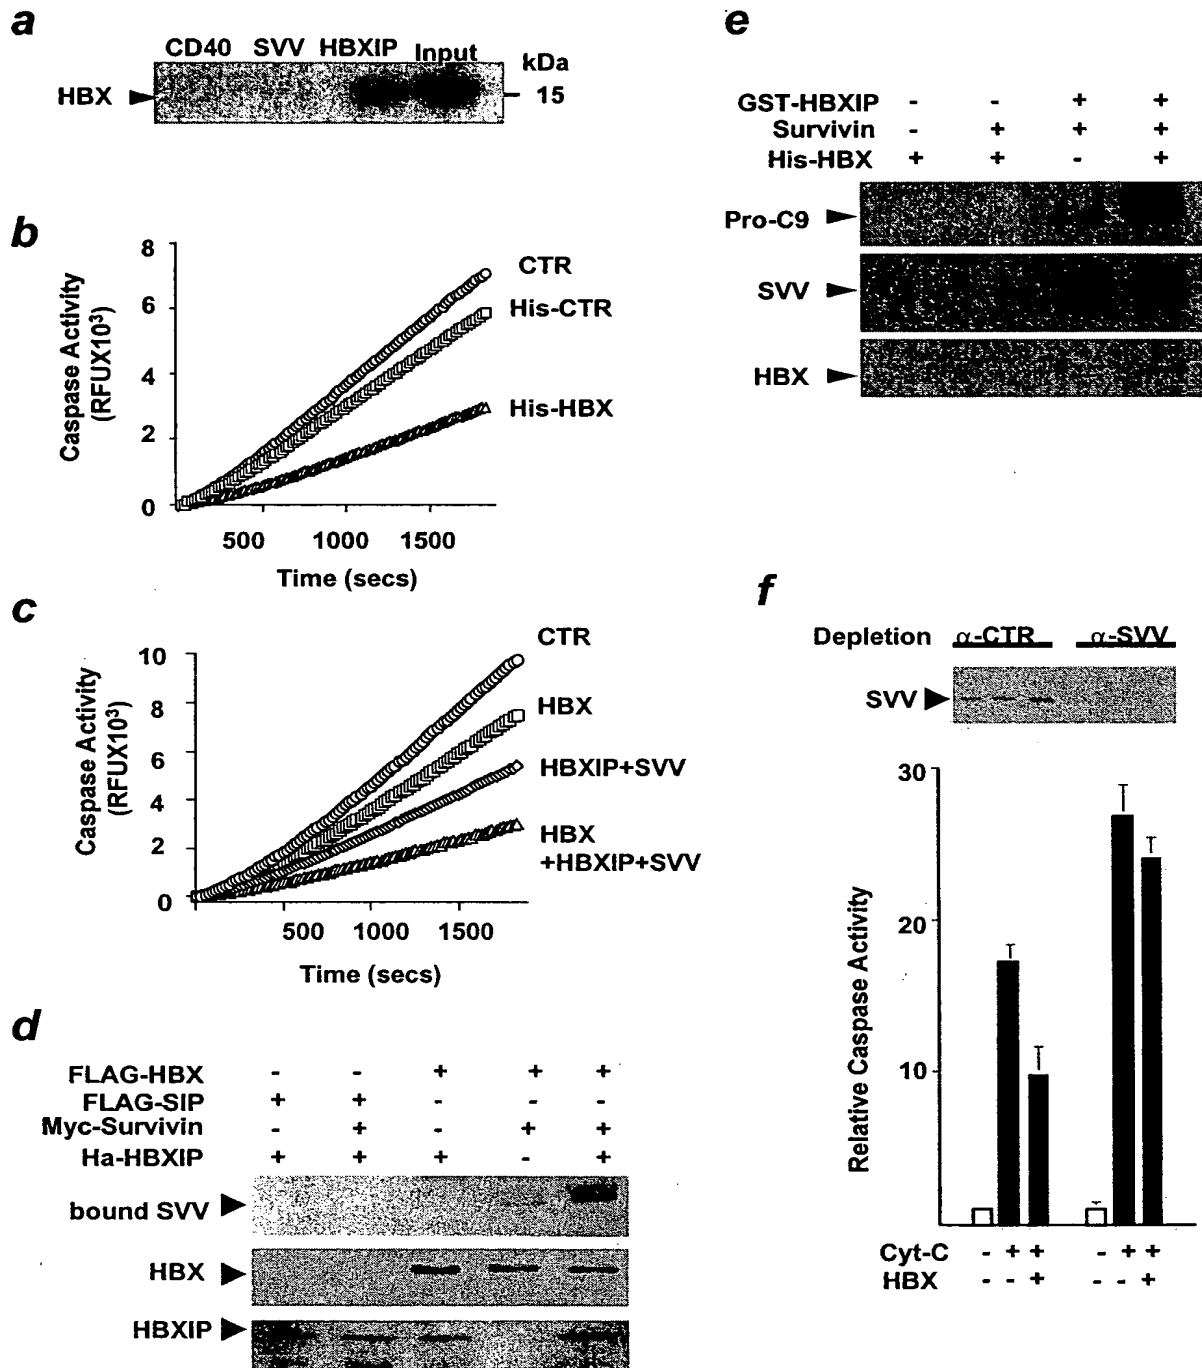 a
CD40 SVV HBXIP Input kDa
HBX 15
b
8
6
4
2
0
Caspase Activity
(RFUX10³)
CTR
His-CTR
His-HBX
500 1000 1500
Time (secs)
c
10
8
6
4
2
0
Caspase Activity
(RFUX10³)
CTR
HBX
HBXIP+SVV
HBX
+HBXIP+SVV
500 1000 1500
Time (secs)
d
FLAG-HBX - - + + +
FLAG-SIP + + - - -
Myc-Survivin - + - + +
Ha-HBXIP + + + - +
bound SVV
HBX
HBXIP
e
GST-HBXIP - - + +
Survivin - + + +
His-HBX + + - +
Pro-C9
SVV
HBX
f
Depletion α-CTR α-SVV
SVV
30
20
10
Relative Caspase Activity
Cyt-C - + + - + +
HBX - - + - - +